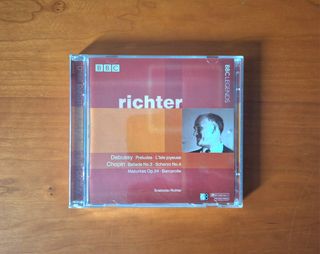 BBC
BBC LEGENDS
richter
Debussy Preludes · L'Isle joyeuse
Chopin Ballade No.3 · Scherzo No.4
Mazurkas Op.24 · Barcarolle
Sviatoslav Richter